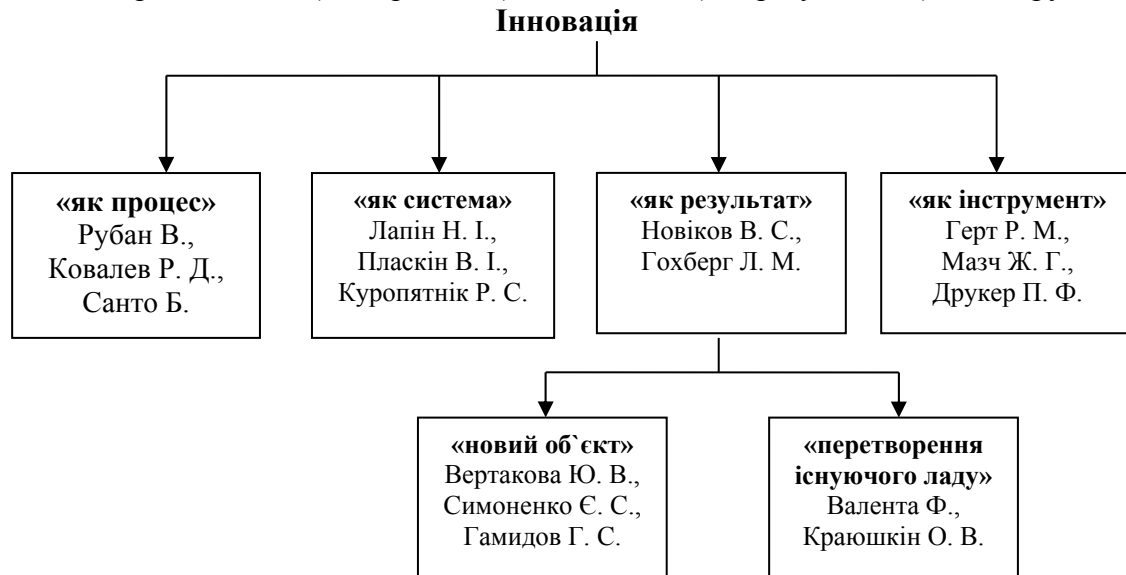 Інновація
«як процес»
Рубан В.,
Ковалев Р. Д.,
Санто Б.
«як система»
Лапін Н. І.,
Пласкін В. І.,
Куропятнік Р. С.
«як результат»
Новіков В. С.,
Гохберг Л. М.
«як інструмент»
Герт Р. М.,
Мазч Ж. Г.,
Друкер П. Ф.
«новий об`єкт»
Вертакова Ю. В.,
Симоненко Є. С.,
Гамидов Г. С.
«перетворення
існуючого ладу»
Валента Ф.,
Краюшкін О. В.